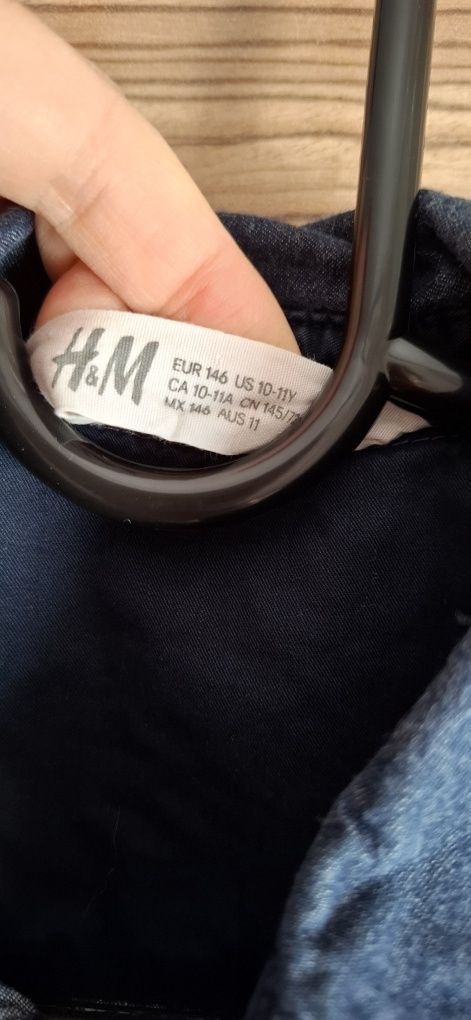 H&M
EUR 146 US 10-11Y
CA 10-11A CN 145/72
MX 146 AUS 11